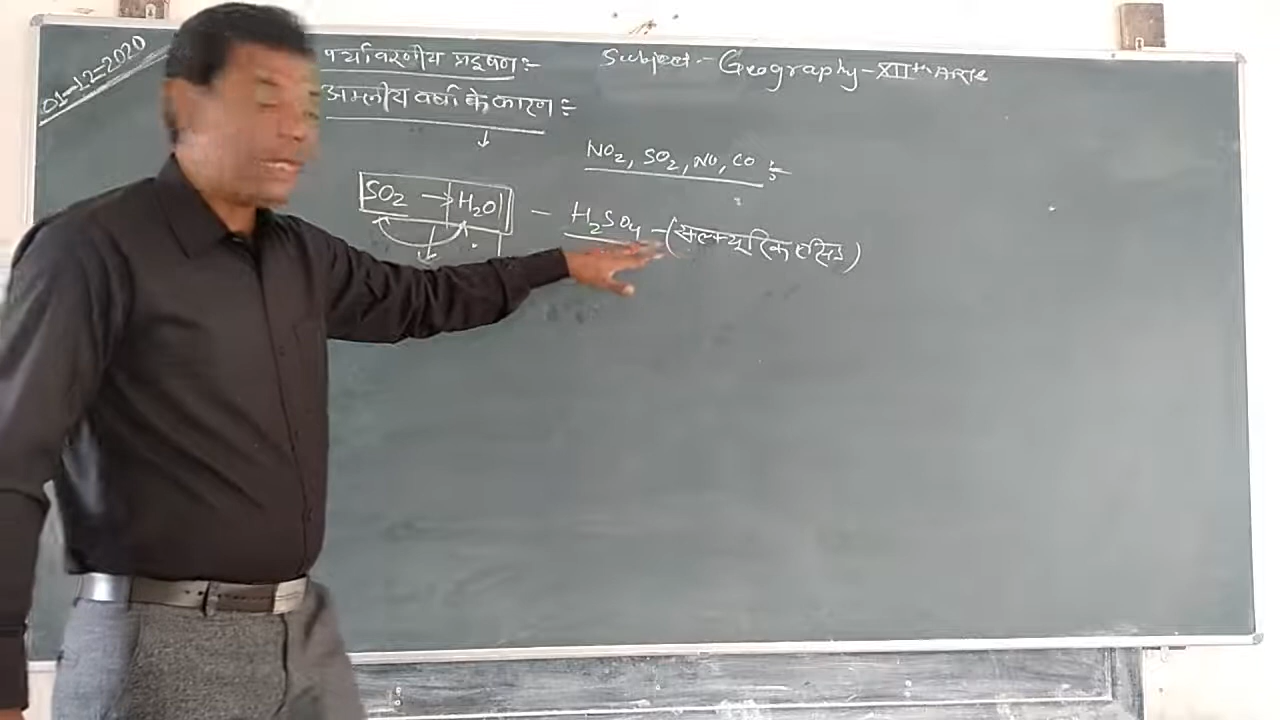 01-12-2020
पर्यावरणीय प्रदूषण :-
Subject - Geography - XIIth Arts
अम्लीय वर्षा के कारण :-
NO2, SO2, NO, CO :-
SO2 → H2O - H2SO4 - (सल्फ्यूरिक एसिड)